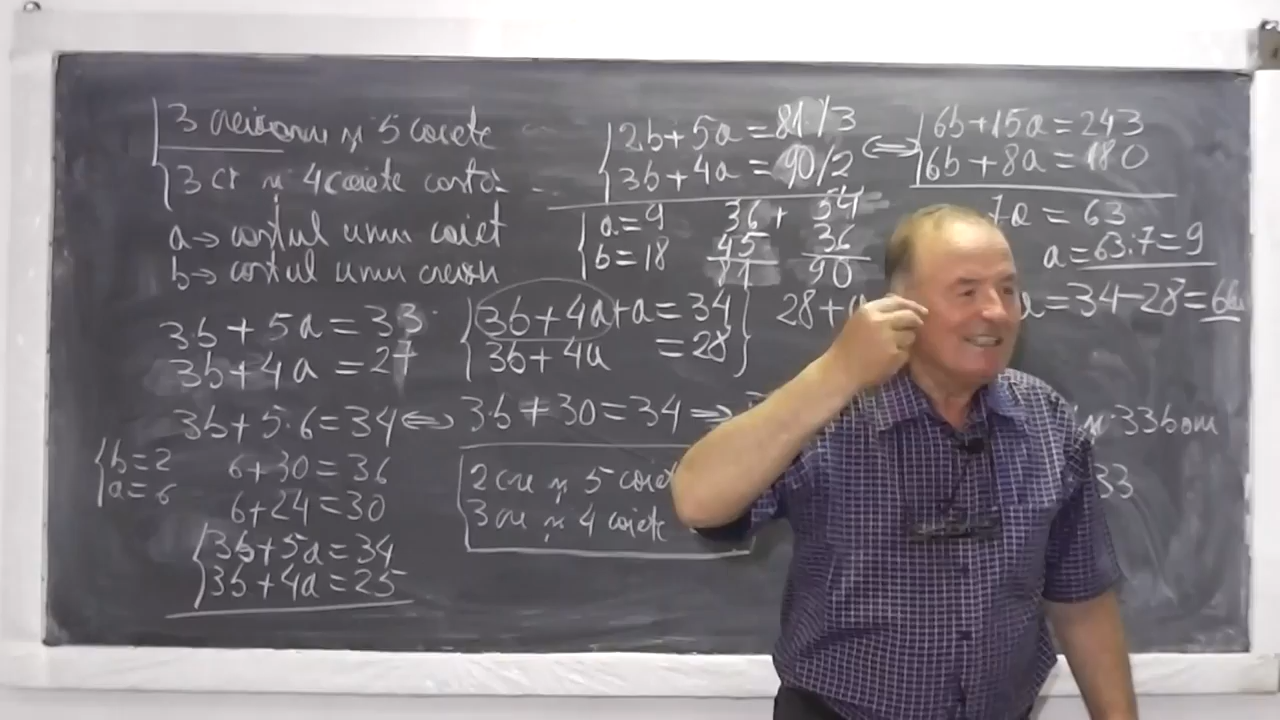 3 creioane și 5 caiete
3 cr și 4 caiete costă
a→ costul unui caiet
b→ costul unui creion
3b + 5a = 33
3b + 4a = 27
3b + 5·6 = 34 ⇔ 3·b + 30 = 34 ⇒
b = 2
a = 6
6 + 30 = 36
6 + 24 = 30
3b + 5a = 34
3b + 4a = 25
2b + 5a = 81 /3
3b + 4a = 90 /2
⇔
6b + 15a = 243
6b + 8a = 180
7a = 63
a = 63:7 = 9
a = 9
b = 18
36 +
45
81
54
36
90
3b + 4a + a = 34
3b + 4a = 28
28 +
= 34 - 28 = 6
2 cre și 5 caiet
3 cre și 4 caiete
33